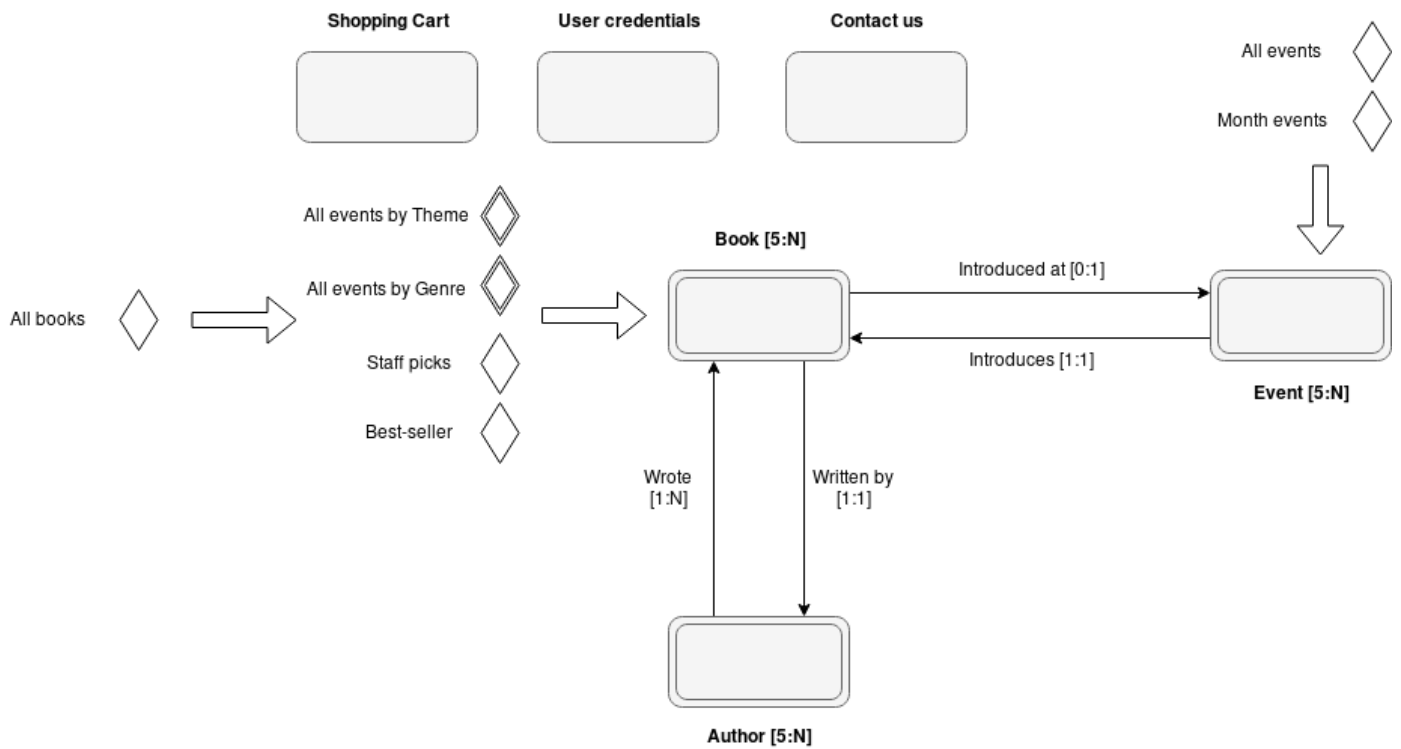 Shopping Cart
User credentials
Contact us
All events
Month events
All events by Theme
Book [5:N]
Introduced at [0:1]
All events by Genre
All books
Staff picks
Introduces [1:1]
Event [5:N]
Best-seller
Wrote
[1:N]
Written by
[1:1]
Author [5:N]